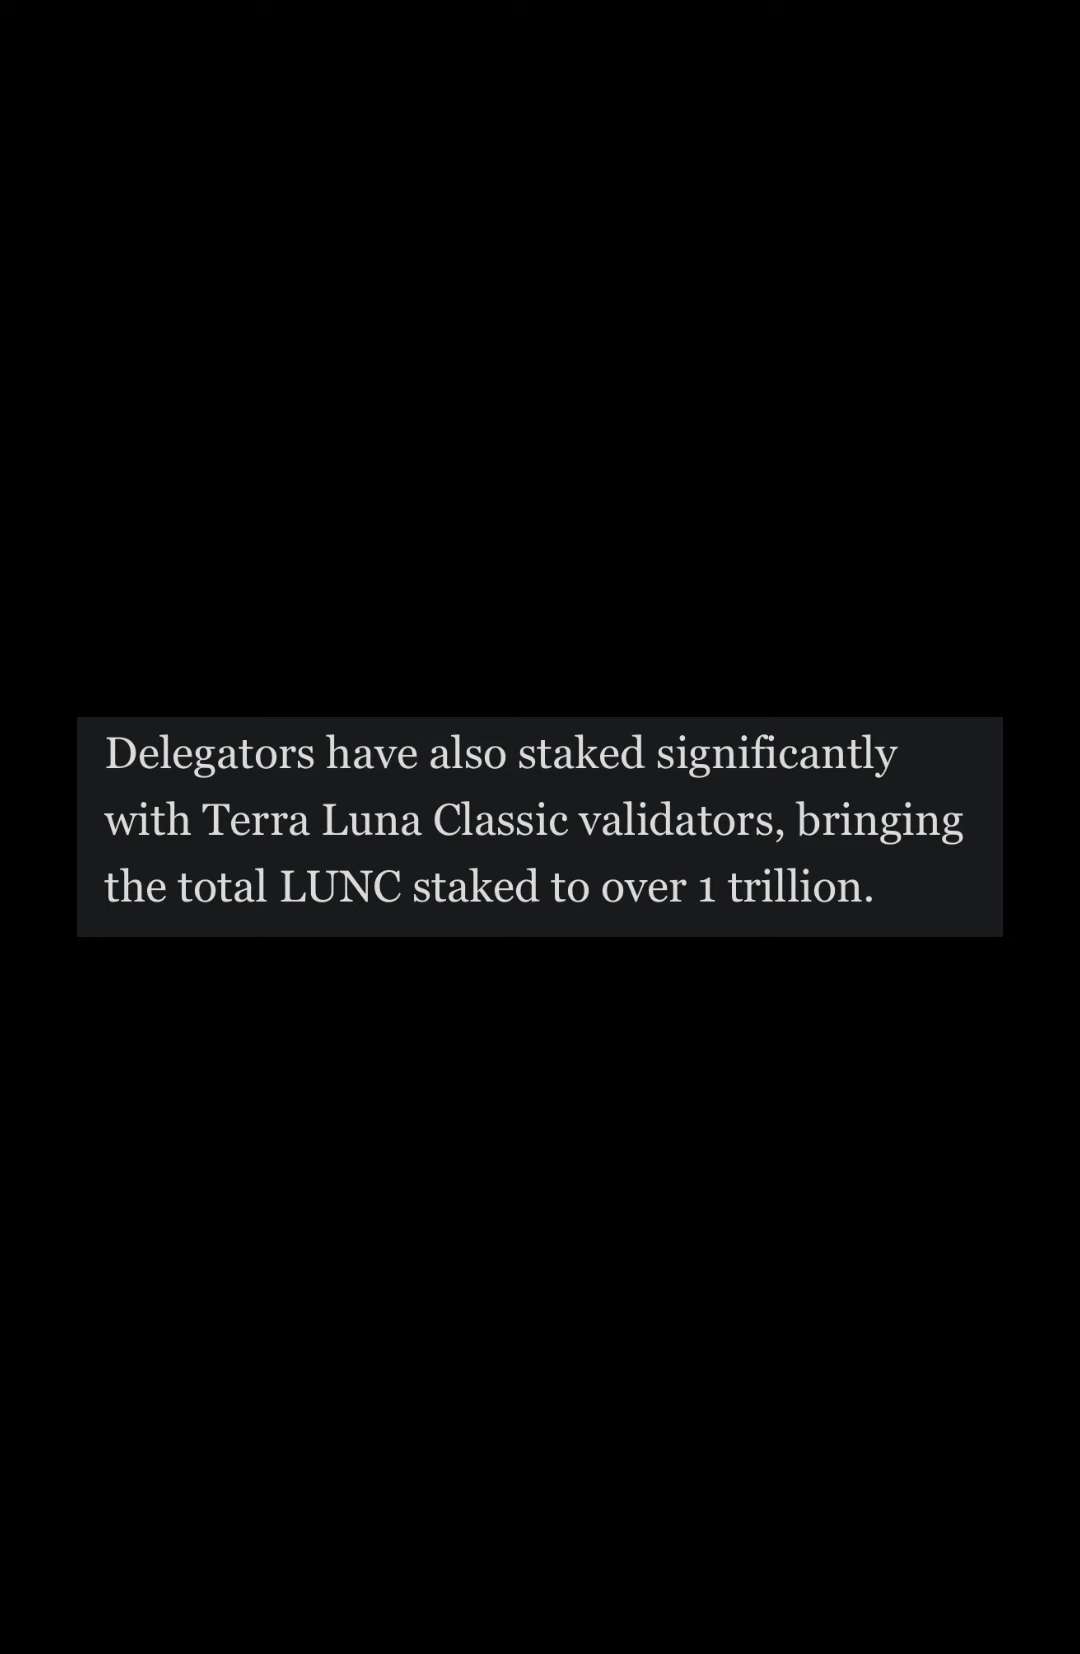 Delegators have also staked significantly
with Terra Luna Classic validators, bringing
the total LUNC staked to over 1 trillion.